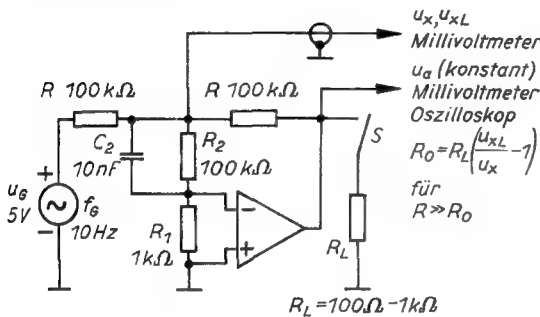 u_x, u_xL
Millivoltmeter
u_a (konstant)
Millivoltmeter
Oszilloskop
R_0=R_L(u_xL/u_x-1)
für
R≫R_0
R 100kΩ
R 100kΩ
C_2
10nF
R_2
100kΩ
S
+
u_G
5V
f_G
10Hz
−
R_1
1kΩ
−
+
R_L
R_L=100Ω-1kΩ